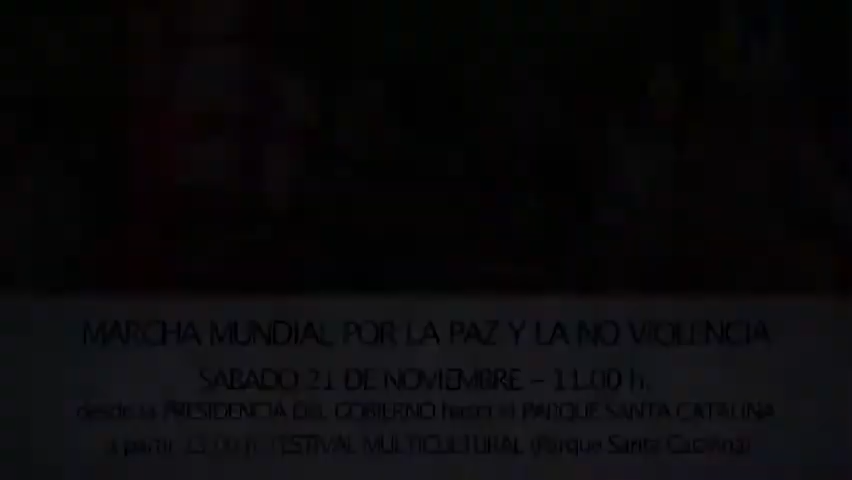 MARCHA MUNDIAL POR LA PAZ Y LA NO VIOLENCIA
SABADO 21 DE NOVIEMBRE – 11.00 h.
desde la PRESIDENCIA DEL GOBIERNO hasta el PARQUE SANTA CATALINA
a partir h. FESTIVAL MULTICULTURAL (Parque Santa Catalina)